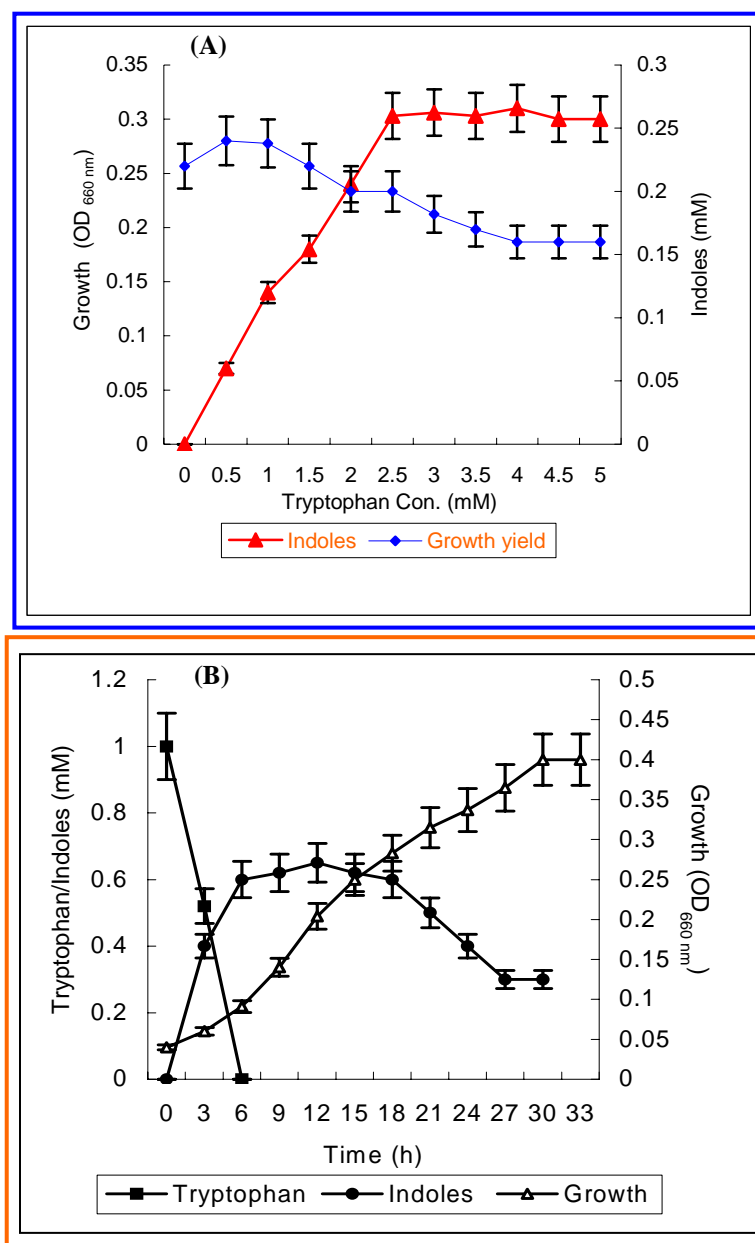 (A)
0.35
0.3
0.25
0.2
0.15
0.1
0.05
0
Growth (OD 660 nm)
0.3
0.25
0.2
0.15
0.1
0.05
0
Indoles (mM)
0 0.5 1 1.5 2 2.5 3 3.5 4 4.5 5
Tryptophan Con. (mM)
Indoles Growth yield
(B)
1.2
1
0.8
0.6
0.4
0.2
0
Tryptophan/Indoles (mM)
0.5
0.45
0.4
0.35
0.3
0.25
0.2
0.15
0.1
0.05
0
Growth (OD660 nm)
0 3 6 9 12 15 18 21 24 27 30 33
Time (h)
Tryptophan Indoles Growth